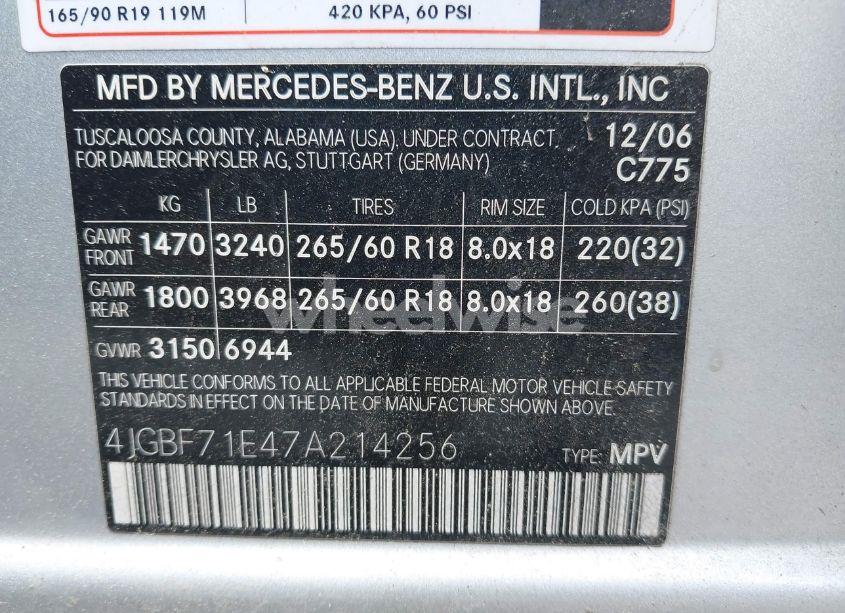 165/90 R19 119M 420 KPA, 60 PSI
MFD BY MERCEDES-BENZ U.S. INTL., INC
TUSCALOOSA COUNTY, ALABAMA (USA). UNDER CONTRACT. 12/06
FOR DAIMLERCHRYSLER AG, STUTTGART (GERMANY) C775
KG LB TIRES RIM SIZE COLD KPA (PSI)
GAWR FRONT 1470 3240 265/60 R18 8.0x18 220(32)
GAWR REAR 1800 3968 265/60 R18 8.0x18 260(38)
wheelwise
GVWR 3150 6944
THIS VEHICLE CONFORMS TO ALL APPLICABLE FEDERAL MOTOR VEHICLE SAFETY
STANDARDS IN EFFECT ON THE DATE OF MANUFACTURE SHOWN ABOVE.
4JGBF71E47A214256 TYPE: MPV